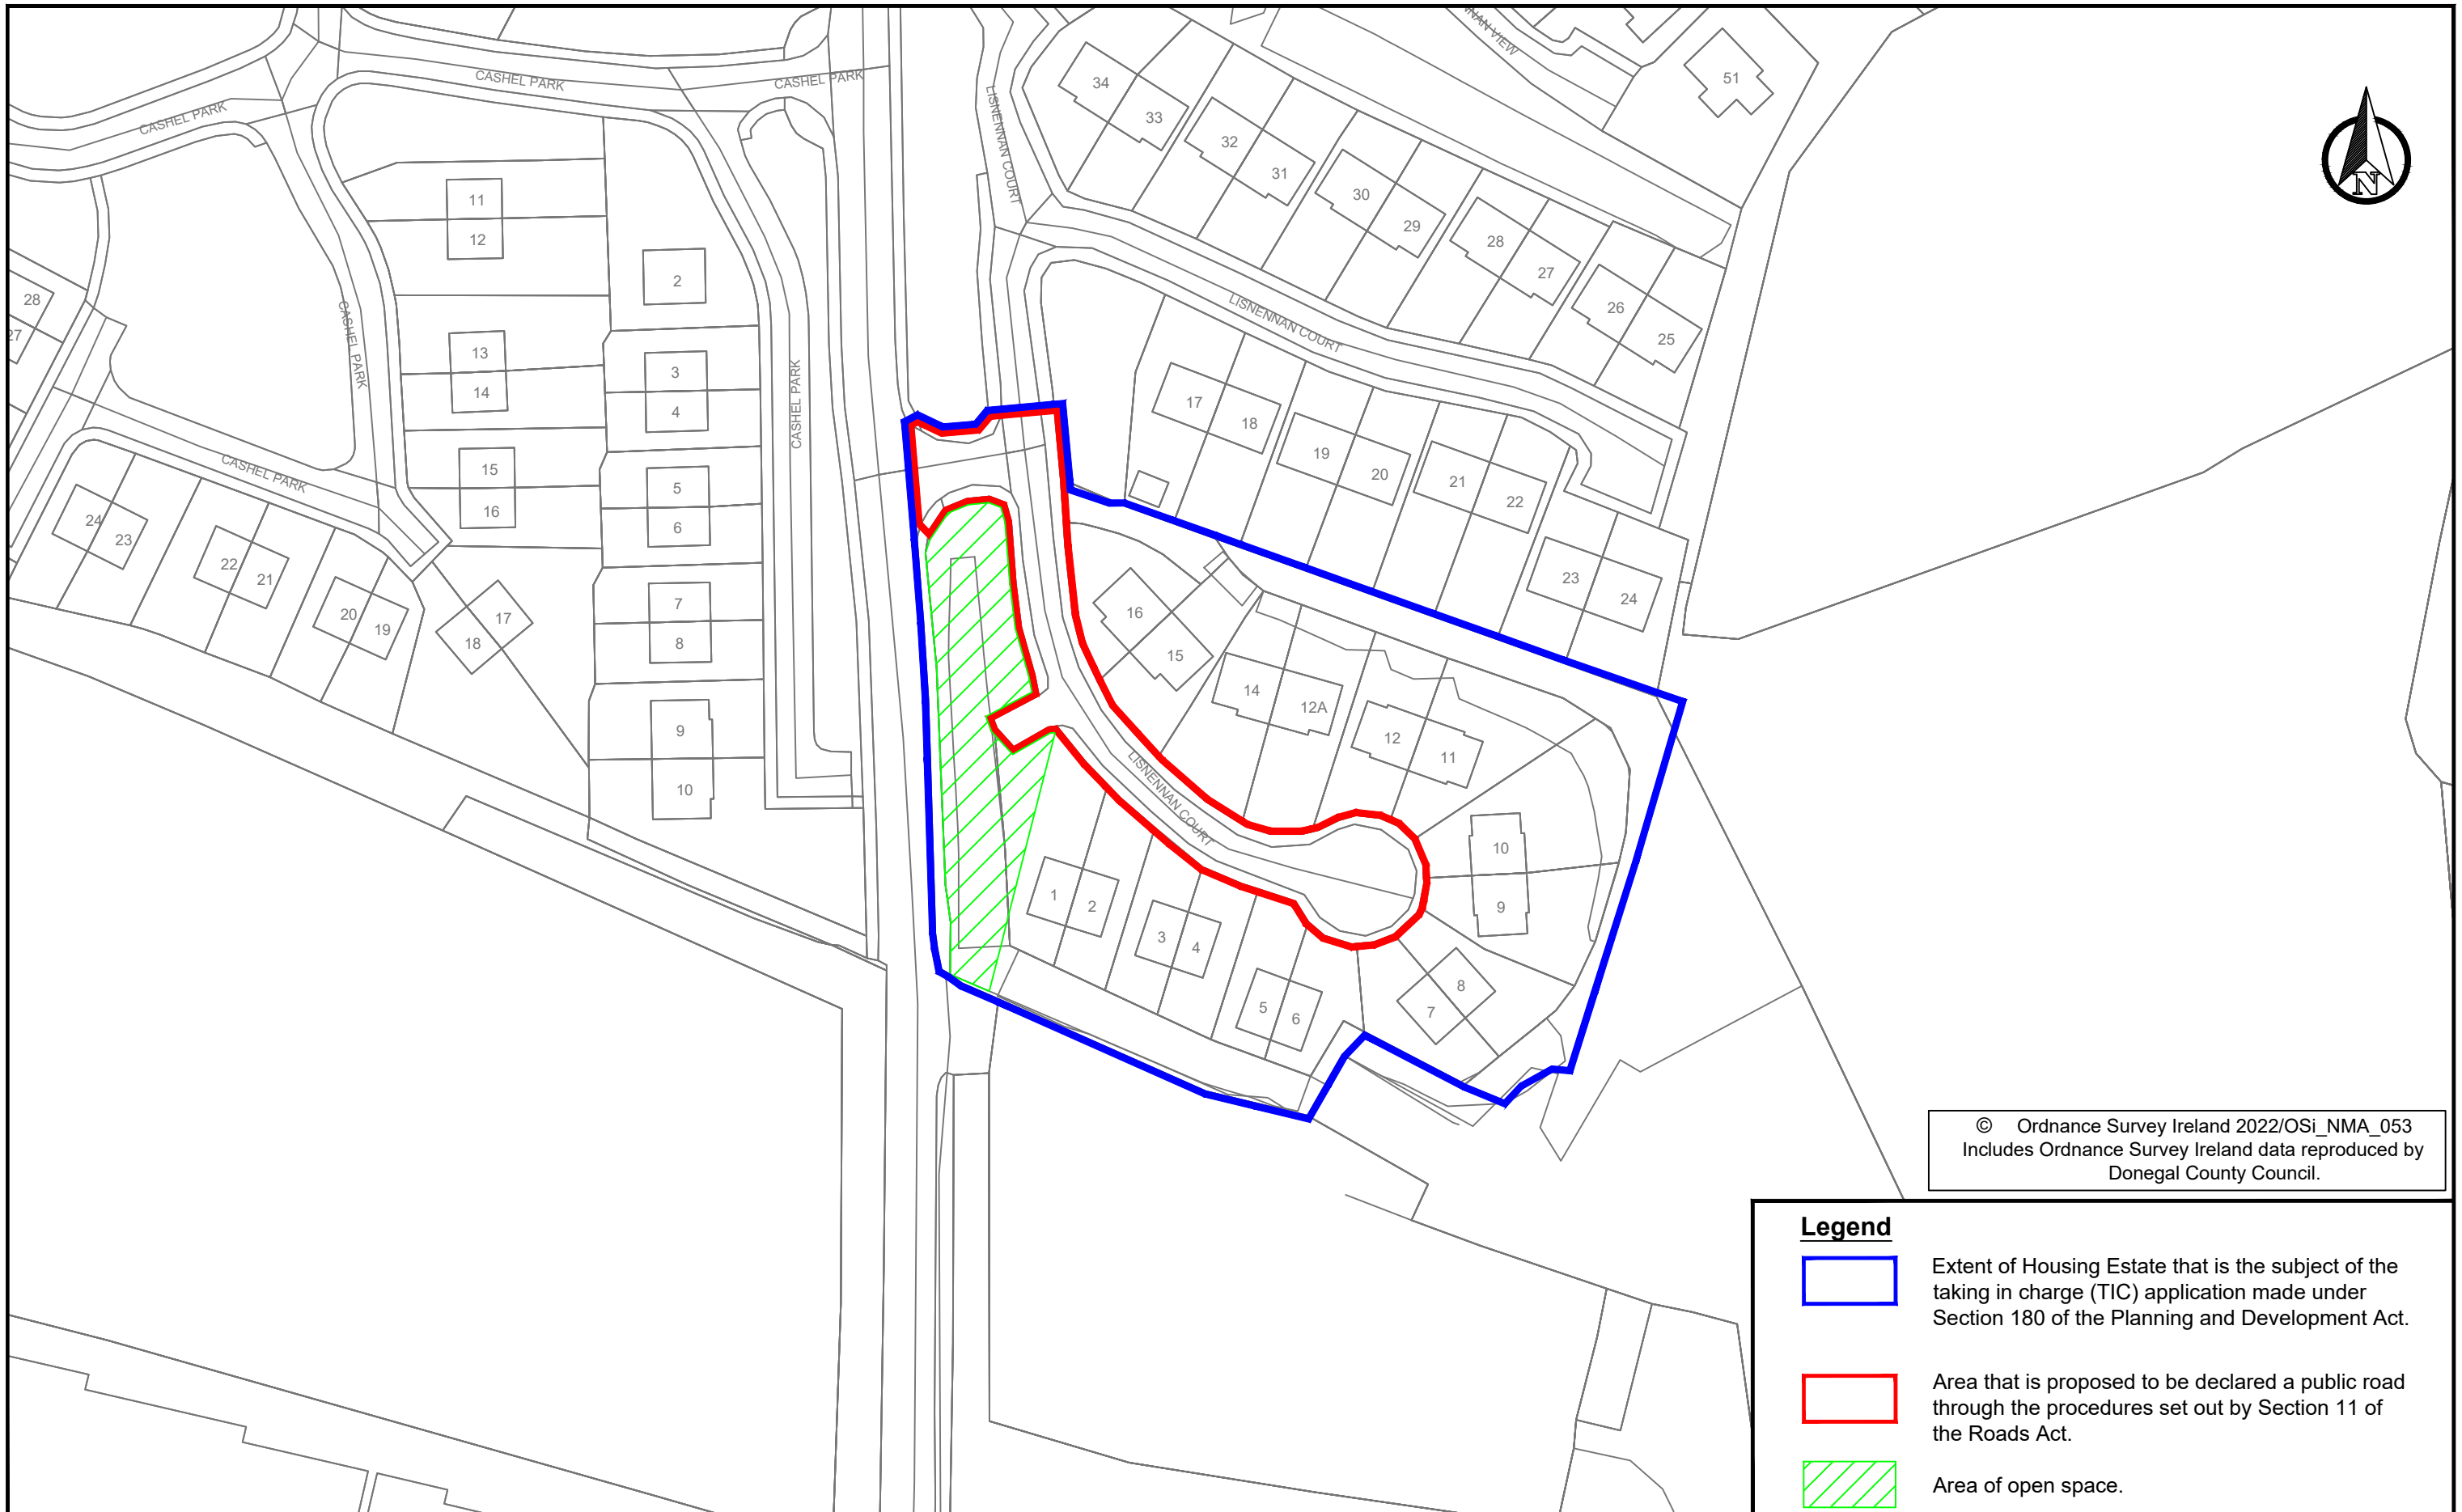 NNAN VIEW
51
CASHEL PARK
CASHEL PARK
CASHEL PARK
LISNENNAN COURT
34
33
32
31
30
29
28
27
26
25
N
11
12
2
28
27
CASHEL PARK
13
14
3
4
CASHEL PARK
LISNENNAN COURT
17
18
19
20
21
22
23
24
15
16
5
6
CASHEL PARK
24
23
22
21
20
19
17
18
7
8
9
10
16
15
14
12A
12
11
LISNENNAN COURT
10
9
1
2
3
4
5
6
8
7
© Ordnance Survey Ireland 2022/OSi_NMA_053
Includes Ordnance Survey Ireland data reproduced by
Donegal County Council.
Legend
Extent of Housing Estate that is the subject of the
taking in charge (TIC) application made under
Section 180 of the Planning and Development Act.
Area that is proposed to be declared a public road
through the procedures set out by Section 11 of
the Roads Act.
Area of open space.